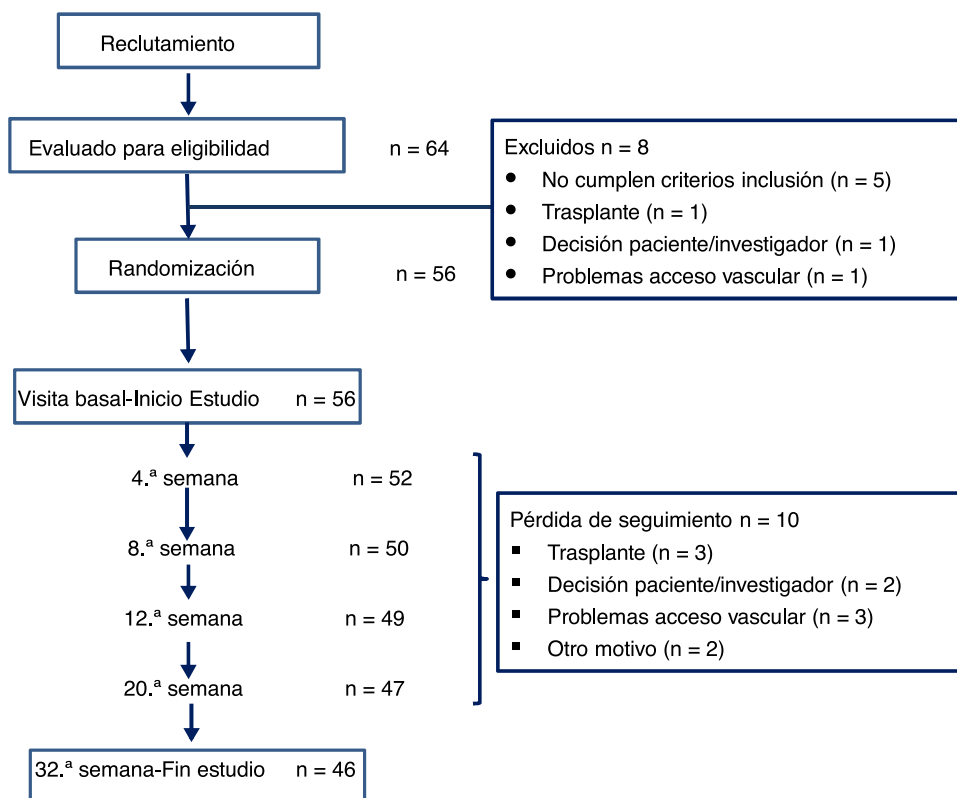 Reclutamiento
Evaluado para eligibilidad n = 64
Excluidos n = 8
● No cumplen criterios inclusión (n = 5)
● Trasplante (n = 1)
● Decisión paciente/investigador (n = 1)
● Problemas acceso vascular (n = 1)
Randomización n = 56
Visita basal-Inicio Estudio n = 56
4.ª semana n = 52
8.ª semana n = 50
12.ª semana n = 49
20.ª semana n = 47
Pérdida de seguimiento n = 10
▪ Trasplante (n = 3)
▪ Decisión paciente/investigador (n = 2)
▪ Problemas acceso vascular (n = 3)
▪ Otro motivo (n = 2)
32.ª semana-Fin estudio n = 46